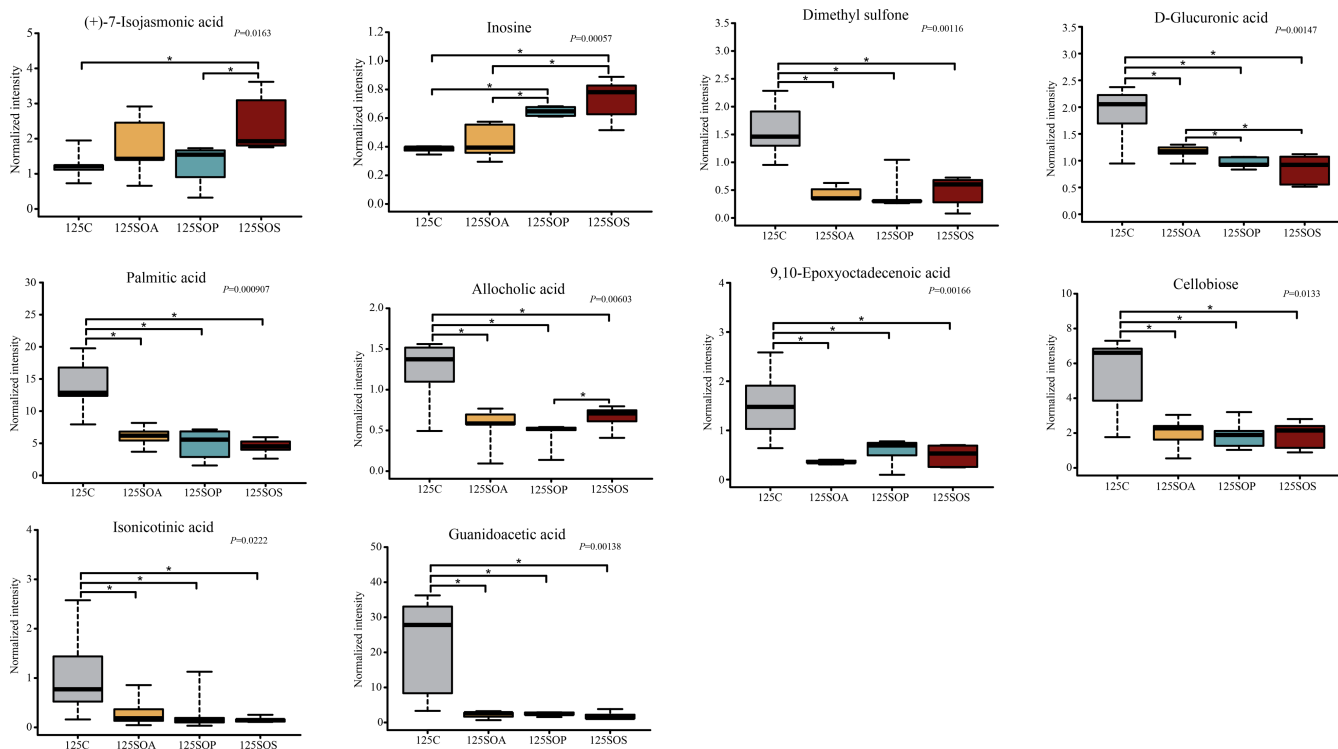 (+)-7-Isojasmonic acid
P=0.0163
Normalized intensity
5
4
3
2
1
0
*
*
125C 125SOA 125SOP 125SOS
Inosine
P=0.00057
Normalized intensity
1.2
1.0
0.8
0.6
0.4
0.2
0.0
*
*
*
*
125C 125SOA 125SOP 125SOS
Dimethyl sulfone
P=0.00116
Normalized intensity
3.5
3.0
2.5
2.0
1.5
1.0
0.5
0.0
*
*
*
125C 125SOA 125SOP 125SOS
D-Glucuronic acid
P=0.00147
Normalized intensity
3.5
3.0
2.5
2.0
1.5
1.0
0.5
0.0
*
*
*
*
*
125C 125SOA 125SOP 125SOS
Palmitic acid
P=0.000907
Normalized intensity
30
25
20
15
10
5
0
*
*
*
125C 125SOA 125SOP 125SOS
Allocholic acid
P=0.00603
Normalized intensity
2.0
1.5
1.0
0.5
0.0
*
*
*
*
125C 125SOA 125SOP 125SOS
9,10-Epoxyoctadecenoic acid
P=0.00166
Normalized intensity
4
3
2
1
0
*
*
*
125C 125SOA 125SOP 125SOS
Cellobiose
P=0.0133
Normalized intensity
10
8
6
4
2
0
*
*
*
125C 125SOA 125SOP 125SOS
Isonicotinic acid
P=0.0222
Normalized intensity
4
3
2
1
0
*
*
*
125C 125SOA 125SOP 125SOS
Guanidoacetic acid
P=0.00138
Normalized intensity
50
40
30
20
10
0
*
*
*
125C 125SOA 125SOP 125SOS